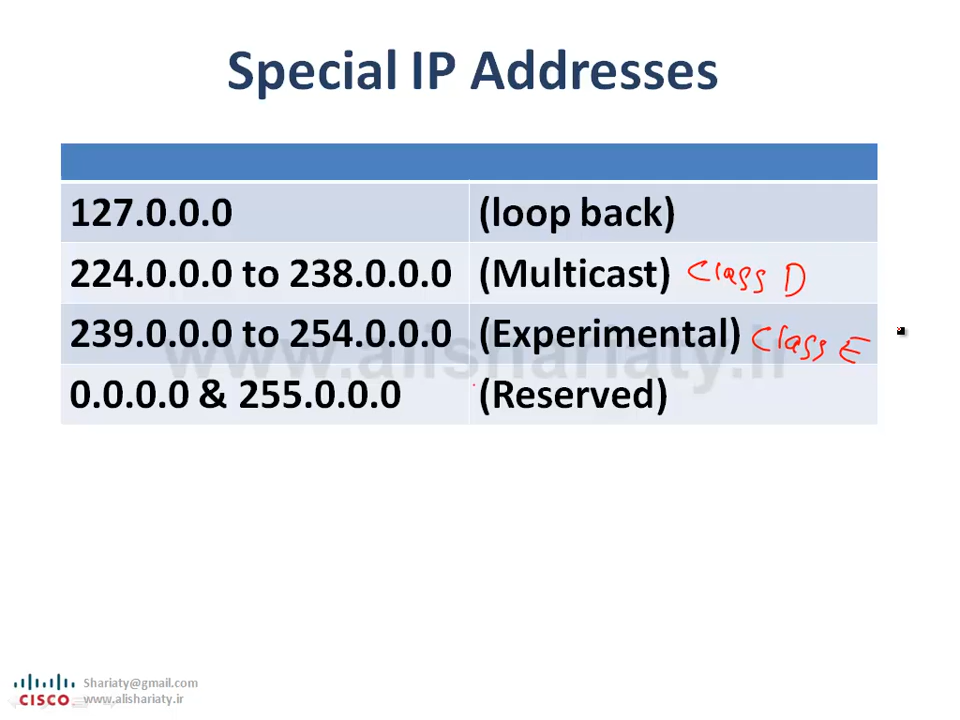 Special IP Addresses
127.0.0.0 (loop back)
224.0.0.0 to 238.0.0.0 (Multicast) Class D
239.0.0.0 to 254.0.0.0 (Experimental) Class E
www.alishariaty.ir
0.0.0.0 & 255.0.0.0 (Reserved)
Shariaty@gmail.com
CISCO www.alishariaty.ir